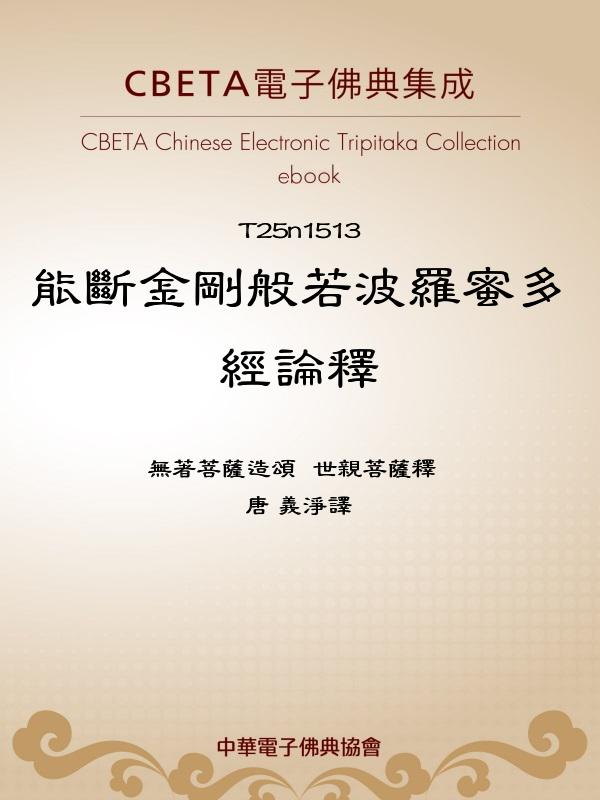 CBETA電子佛典集成
CBETA Chinese Electronic Tripitaka Collection
ebook
T25n1513
能斷金剛般若波羅蜜多
經論釋
無著菩薩造頌 世親菩薩釋
唐 義淨譯
中華電子佛典協會